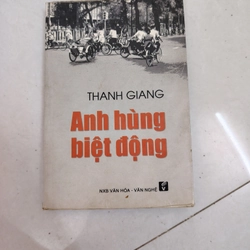 THANH GIANG
Anh hùng
biệt động
NXB VĂN HÓA - VĂN NGHỆ